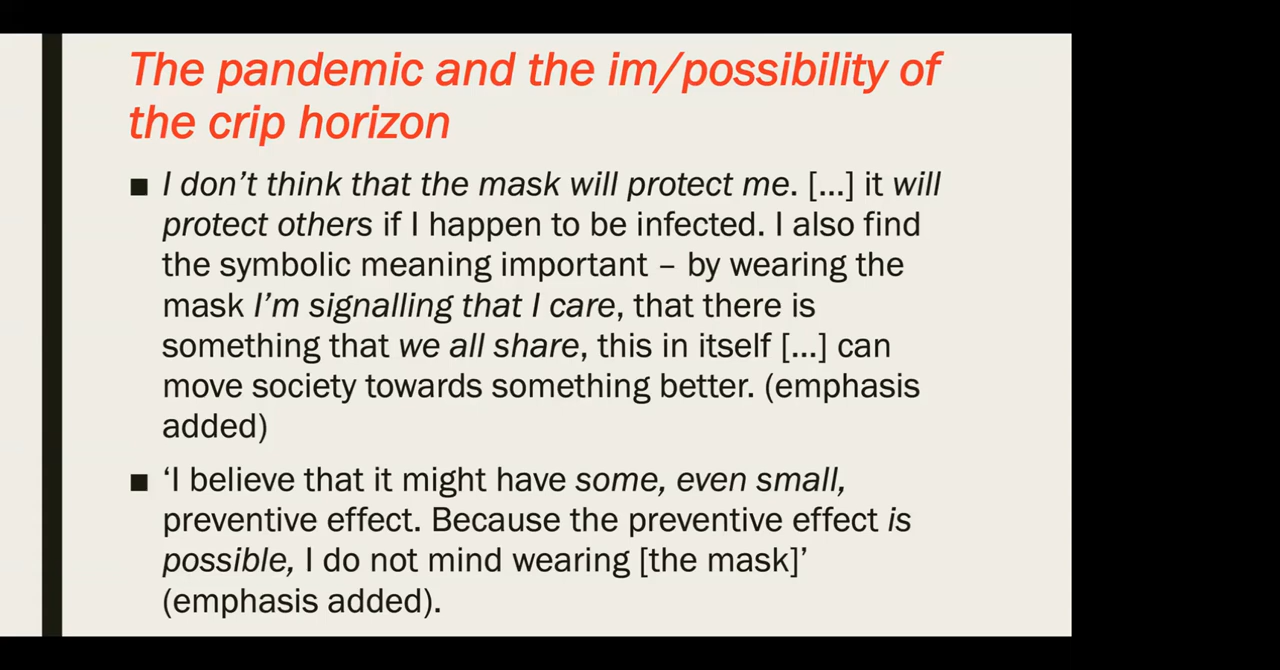 The pandemic and the im/possibility of
the crip horizon
■ I don’t think that the mask will protect me. [...] it will
protect others if I happen to be infected. I also find
the symbolic meaning important – by wearing the
mask I’m signalling that I care, that there is
something that we all share, this in itself [...] can
move society towards something better. (emphasis
added)
■ ‘I believe that it might have some, even small,
preventive effect. Because the preventive effect is
possible, I do not mind wearing [the mask]’
(emphasis added).